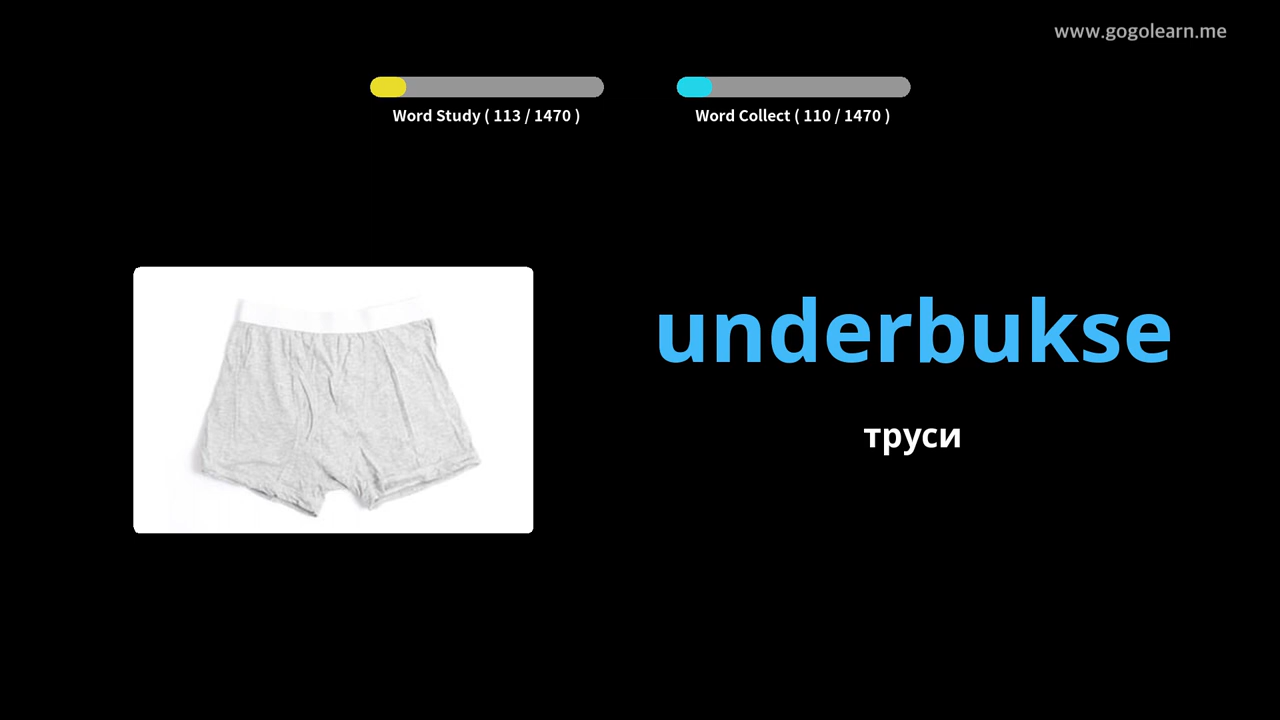 www.gogolearn.me
Word Study ( 113 / 1470 )
Word Collect ( 110 / 1470 )
underbukse
труси